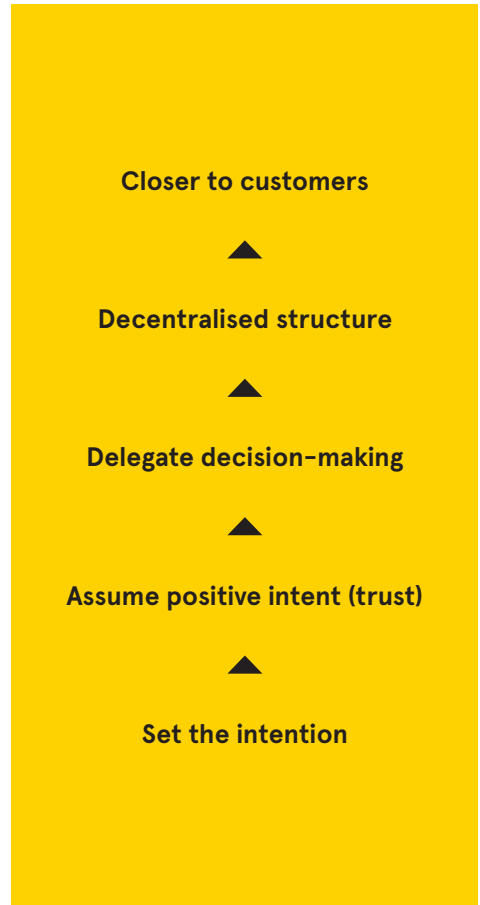 Closer to customers
Decentralised structure
Delegate decision-making
Assume positive intent (trust)
Set the intention